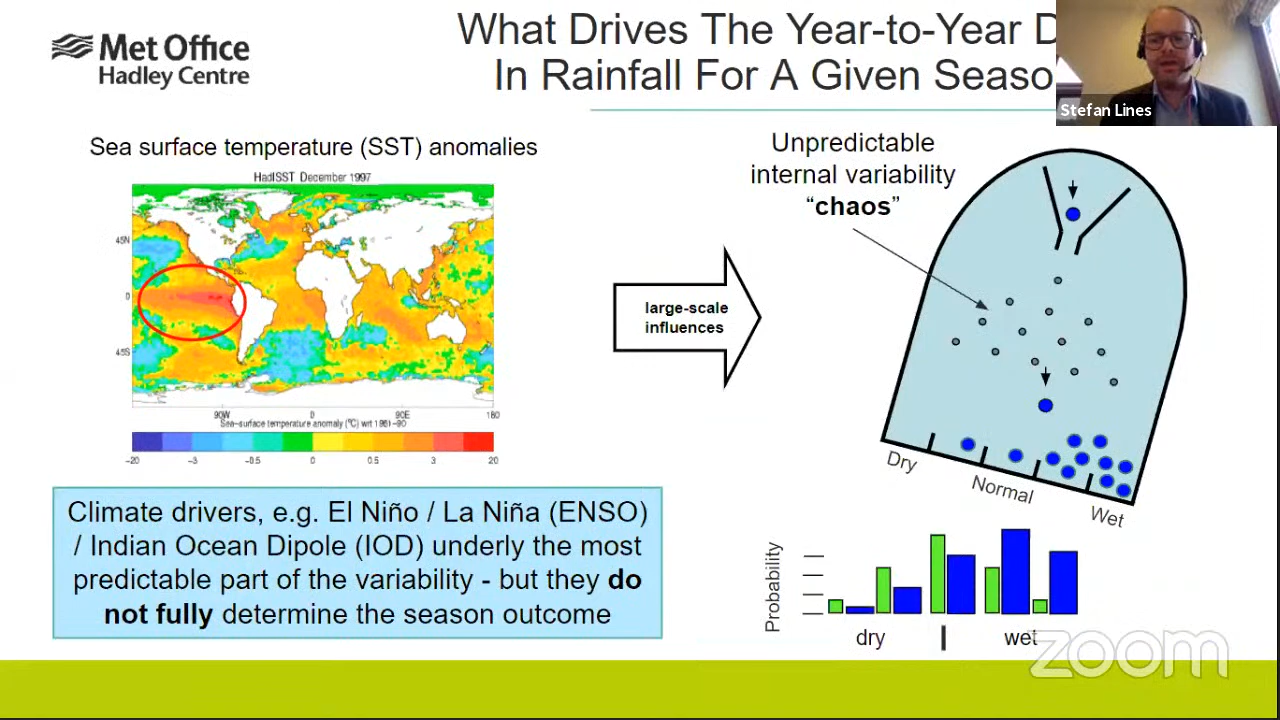 Met Office
Hadley Centre
What Drives The Year-to-Year D
In Rainfall For A Given Seaso
Stefan Lines
Sea surface temperature (SST) anomalies
HadISST December 1997
45N
0
45S
90W 0 90E 180
Sea-surface temperature anomaly (°C) wrt 1961-90
-20 -3 -0.5 0 0.5 3 20
large-scale
influences
Unpredictable
internal variability
“chaos”
Dry
Normal
Wet
Climate drivers, e.g. El Niño / La Niña (ENSO)
/ Indian Ocean Dipole (IOD) underly the most
predictable part of the variability - but they do
not fully determine the season outcome
Probability
dry
wet
zoom